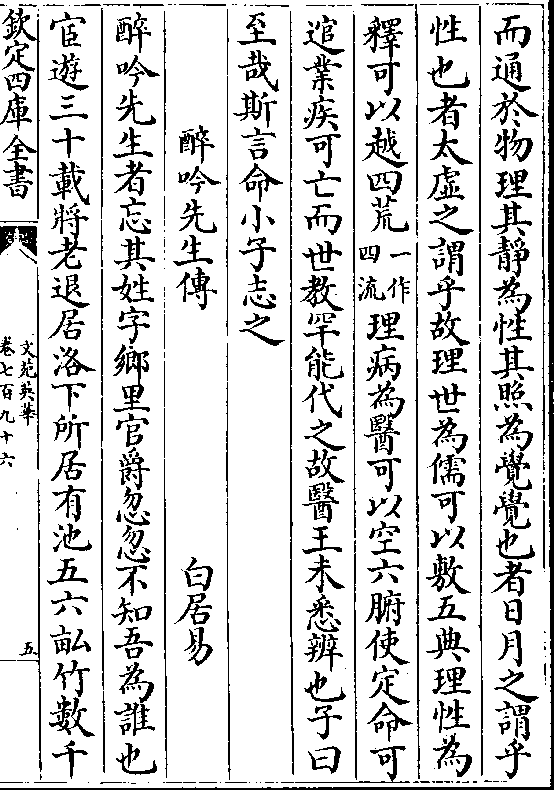 而通於物理其靜為性其照為覺覺也者日月之謂乎
性也者太虛之謂乎故理世為儒可以敷五典理性為
釋可以越四荒一作四流理病為醫可以空六腑使定命可
逭業疾可亡而世教罕能代之故醫王未悉辨也子曰
至哉斯言命小子志之
醉吟先生傳 白居易
醉吟先生者忘其姓字鄉里官爵忽忽不知吾為誰也
宦遊三十載將老退居洛下所居有池五六畝竹數千
欽定四庫全書
文苑英華
卷七百九十六
五